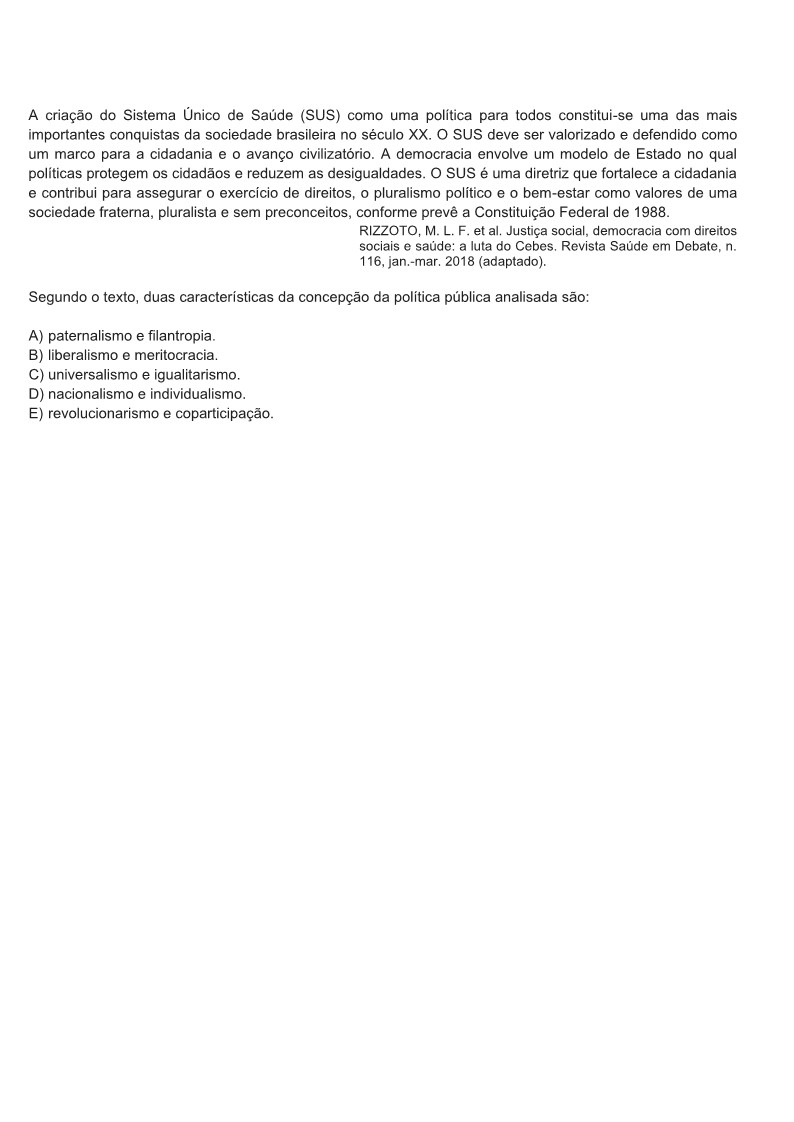 A criação do Sistema Único de Saúde (SUS) como uma política para todos constitui-se uma das mais
importantes conquistas da sociedade brasileira no século XX. O SUS deve ser valorizado e defendido como
um marco para a cidadania e o avanço civilizatório. A democracia envolve um modelo de Estado no qual
políticas protegem os cidadãos e reduzem as desigualdades. O SUS é uma diretriz que fortalece a cidadania
e contribui para assegurar o exercício de direitos, o pluralismo político e o bem-estar como valores de uma
sociedade fraterna, pluralista e sem preconceitos, conforme prevê a Constituição Federal de 1988.
RIZZOTO, M. L. F. et al. Justiça social, democracia com direitos
sociais e saúde: a luta do Cebes. Revista Saúde em Debate, n.
116, jan.-mar. 2018 (adaptado).
Segundo o texto, duas características da concepção da política pública analisada são:
A) paternalismo e filantropia.
B) liberalismo e meritocracia.
C) universalismo e igualitarismo.
D) nacionalismo e individualismo.
E) revolucionarismo e coparticipação.